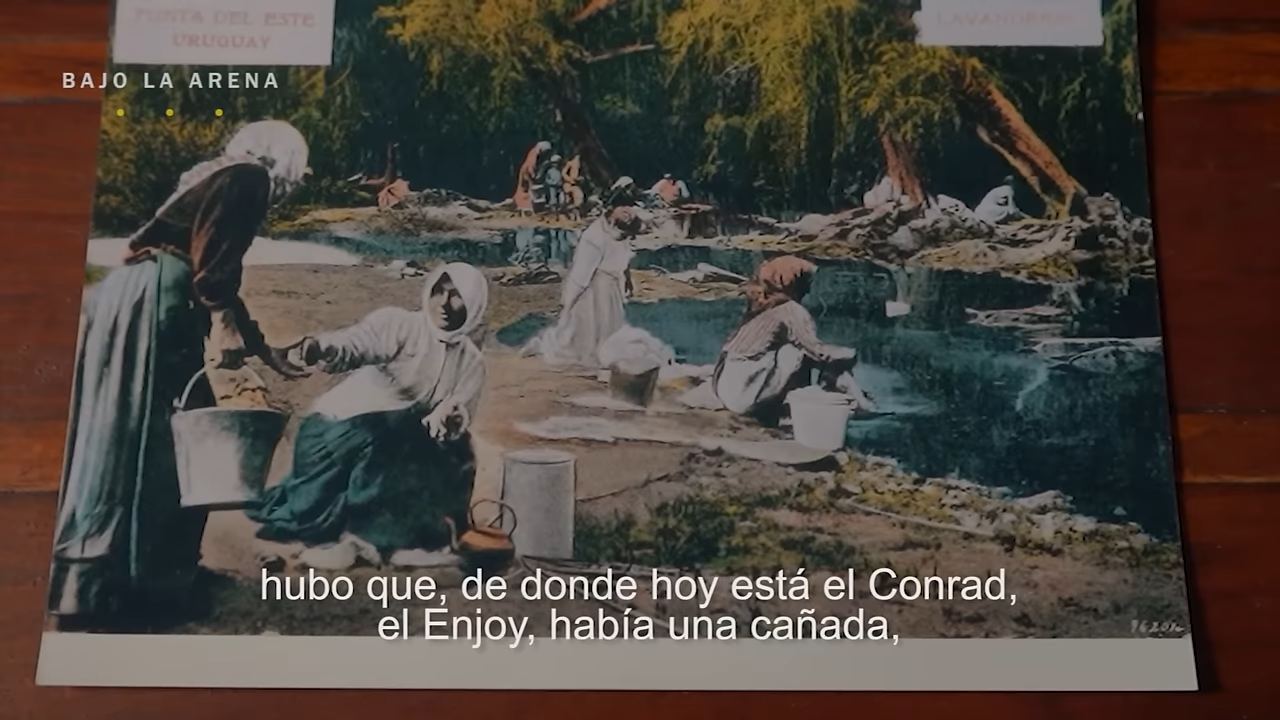 PUNTA DEL ESTE
URUGUAY
LAVANDERAS
BAJO LA ARENA
hubo que, de donde hoy está el Conrad,
el Enjoy, había una cañada,